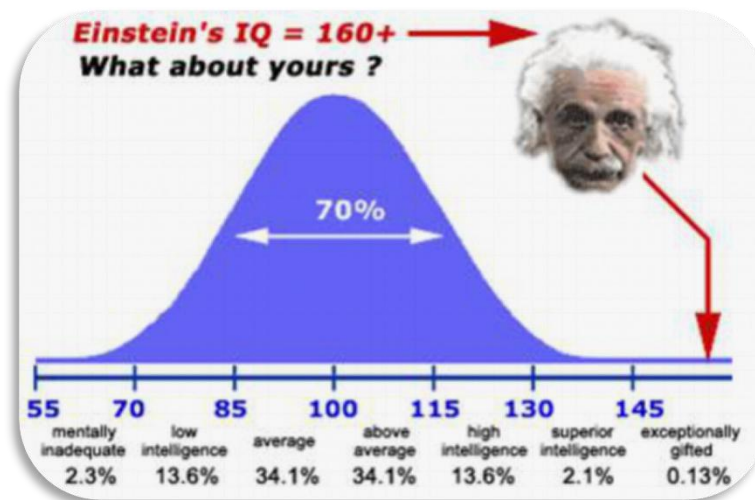 Einstein's IQ = 160+
What about yours ?
70%
55 70 85 100 115 130 145
mentally inadequate low intelligence average above average high intelligence superior intelligence exceptionally gifted
2.3% 13.6% 34.1% 34.1% 13.6% 2.1% 0.13%